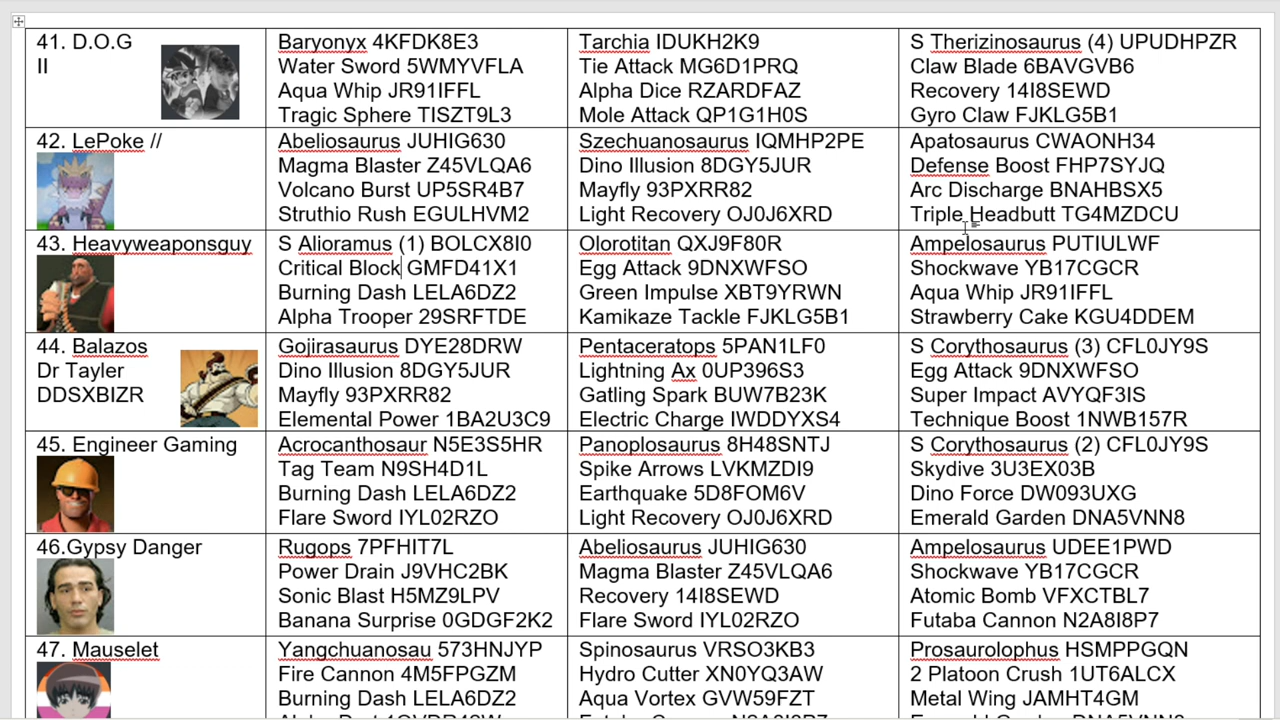 41. D.O.G
II
Baryonyx 4KFDK8E3
Water Sword 5WMYVFLA
Aqua Whip JR91IFFL
Tragic Sphere TISZT9L3
Tarchia IDUKH2K9
Tie Attack MG6D1PRQ
Alpha Dice RZARDFAZ
Mole Attack QP1G1H0S
S Therizinosaurus (4) UPUDHPZR
Claw Blade 6BAVGVB6
Recovery 14I8SEWD
Gyro Claw FJKLG5B1
42. LePoke //
Abeliosaurus JUHIG630
Magma Blaster Z45VLQA6
Volcano Burst UP5SR4B7
Struthio Rush EGULHVM2
Szechuanosaurus IQMHP2PE
Dino Illusion 8DGY5JUR
Mayfly 93PXRR82
Light Recovery OJ0J6XRD
Apatosaurus CWAONH34
Defense Boost FHP7SYJQ
Arc Discharge BNAHBSX5
Triple Headbutt TG4MZDCU
43. Heavyweaponsguy
S Alioramus (1) BOLCX8I0
Critical Block GMFD41X1
Burning Dash LELA6DZ2
Alpha Trooper 29SRFTDE
Olorotitan QXJ9F80R
Egg Attack 9DNXWFSO
Green Impulse XBT9YRWN
Kamikaze Tackle FJKLG5B1
Ampelosaurus PUTIULWF
Shockwave YB17CGCR
Aqua Whip JR91IFFL
Strawberry Cake KGU4DDEM
44. Balazos
Dr Tayler
DDSXBIZR
Gojirasaurus DYE28DRW
Dino Illusion 8DGY5JUR
Mayfly 93PXRR82
Elemental Power 1BA2U3C9
Pentaceratops 5PAN1LF0
Lightning Ax 0UP396S3
Gatling Spark BUW7B23K
Electric Charge IWDDYXS4
S Corythosaurus (3) CFL0JY9S
Egg Attack 9DNXWFSO
Super Impact AVYQF3IS
Technique Boost 1NWB157R
45. Engineer Gaming
Acrocanthosaur N5E3S5HR
Tag Team N9SH4D1L
Burning Dash LELA6DZ2
Flare Sword IYL02RZO
Panoplosaurus 8H48SNTJ
Spike Arrows LVKMZDI9
Earthquake 5D8FOM6V
Light Recovery OJ0J6XRD
S Corythosaurus (2) CFL0JY9S
Skydive 3U3EX03B
Dino Force DW093UXG
Emerald Garden DNA5VNN8
46.Gypsy Danger
Rugops 7PFHIT7L
Power Drain J9VHC2BK
Sonic Blast H5MZ9LPV
Banana Surprise 0GDGF2K2
Abeliosaurus JUHIG630
Magma Blaster Z45VLQA6
Recovery 14I8SEWD
Flare Sword IYL02RZO
Ampelosaurus UDEE1PWD
Shockwave YB17CGCR
Atomic Bomb VFXCTBL7
Futaba Cannon N2A8I8P7
47. Mauselet
Yangchuanosau 573HNJYP
Fire Cannon 4M5FPGZM
Burning Dash LELA6DZ2
Spinosaurus VRSO3KB3
Hydro Cutter XN0YQ3AW
Aqua Vortex GVW59FZT
Prosaurolophus HSMPPGQN
2 Platoon Crush 1UT6ALCX
Metal Wing JAMHT4GM